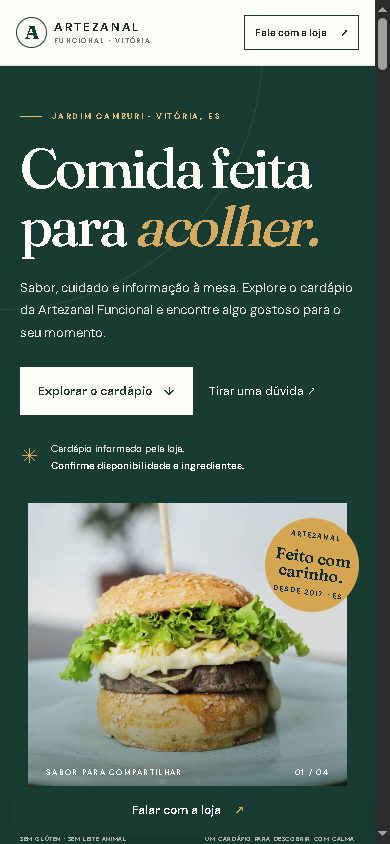 A
ARTEZANAL
FUNCIONAL · VITÓRIA
Fale com a loja ↗
JARDIM CAMBURI · VITÓRIA, ES
Comida feita
para acolher.
Sabor, cuidado e informação à mesa. Explore o cardápio
da Artezanal Funcional e encontre algo gostoso para o
seu momento.
Explorar o cardápio ↓
Tirar uma dúvida ↗
Cardápio informado pela loja.
Confirme disponibilidade e ingredientes.
ARTEZANAL
Feito com
carinho.
DESDE 2017 · ES
SABOR PARA COMPARTILHAR
01 / 04
Falar com a loja ↗
SEM GLÚTEN · SEM LEITE ANIMAL
UM CARDÁPIO PARA DESCOBRIR COM CALMA